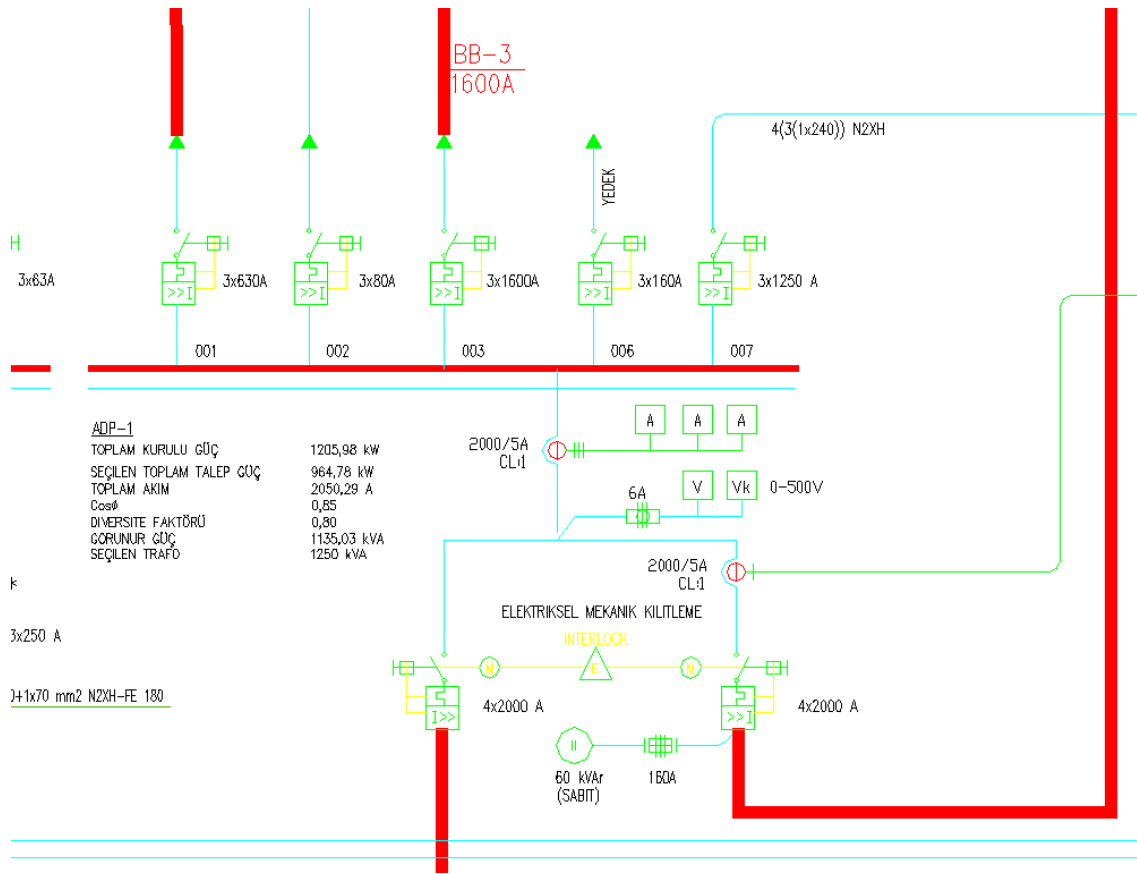 BB-3
1600A
4(3(1x240)) N2XH
YEDEK
3x63A
3x630A
3x80A
3x1600A
3x160A
3x1250 A
>>I
>>I
>>I
>>I
>>I
001
002
003
006
007
ADP-1
TOPLAM KURULU GÜÇ 1205,98 kW
SEÇİLEN TOPLAM TALEP GÜÇ 964,78 kW
TOPLAM AKIM 2050,29 A
Cosø 0,85
DIVERSITE FAKTÖRÜ 0,80
GÖRUNUR GÜÇ 1135,03 kVA
SEÇİLEN TRAFO 1250 kVA
A A A
2000/5A
CL:1
6A
V Vk 0-500V
2000/5A
CL:1
ELEKTRIKSEL MEKANIK KILITLEME
INTERLOCK
M E N
3x250 A
I>> 4x2000 A
>>I 4x2000 A
)+1x70 mm2 N2XH-FE 180
60 kVAr
(SABIT)
160A